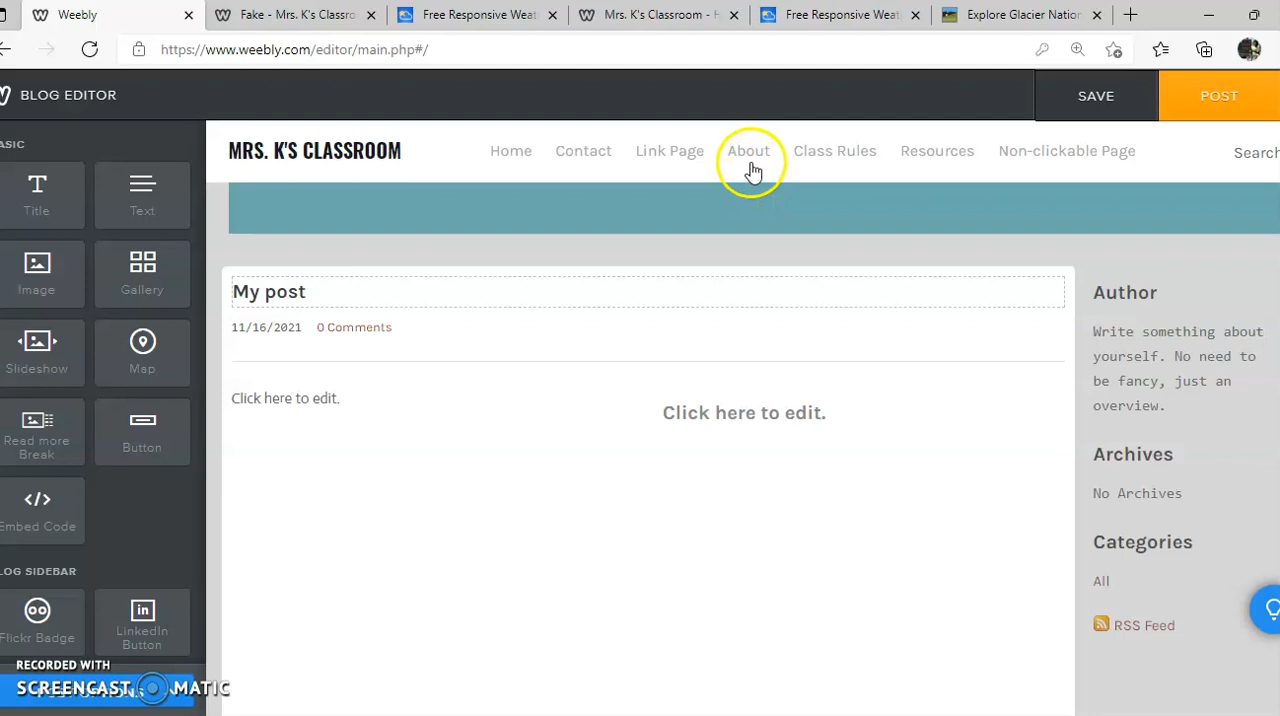 Weebly
Fake - Mrs. K's Classro
Free Responsive Weat
Mrs. K's Classroom - H
Free Responsive Weat
Explore Glacier Nation
https://www.weebly.com/editor/main.php#/
BLOG EDITOR
SAVE
POST
ASIC
Title
Text
Image
Gallery
Slideshow
Map
Read more
Break
Button
Embed Code
LOG SIDEBAR
Flickr Badge
LinkedIn
Button
in
MRS. K'S CLASSROOM
Home
Contact
Link Page
About
Class Rules
Resources
Non-clickable Page
Search
My post
11/16/2021
0 Comments
Click here to edit.
Click here to edit.
Author
Write something about
yourself. No need to
be fancy, just an
overview.
Archives
No Archives
Categories
All
RSS Feed
RECORDED WITH
SCREENCAST MATIC